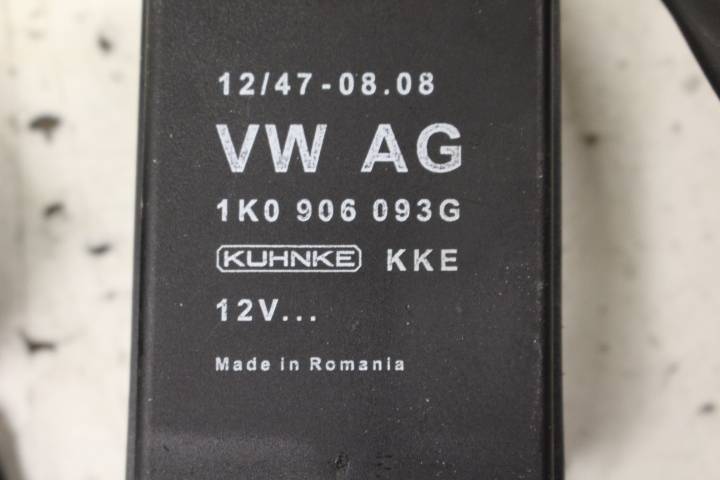 12/47-08.08
VW AG
1K0 906 093G
KUHNKE KKE
12V...
Made in Romania